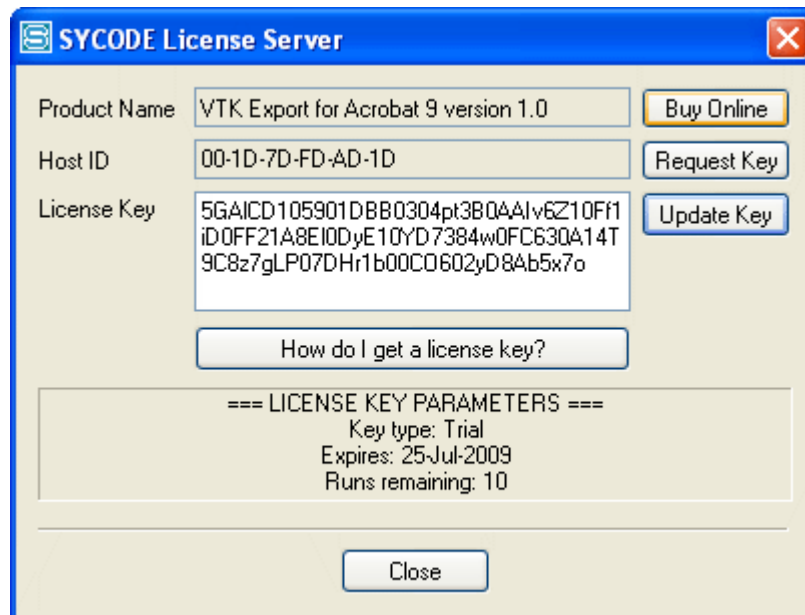 SYCODE License Server
Product Name VTK Export for Acrobat 9 version 1.0 Buy Online
Host ID 00-1D-7D-FD-AD-1D Request Key
License Key 5GAICD105901DBB0304pt3B0AAIv6Z10Ff1 Update Key
iD0FF21A8EI0DyE10YD7384w0FC630A14T
9C8z7gLP07DHr1b00CO602yD8Ab5x7o
How do I get a license key?
=== LICENSE KEY PARAMETERS ===
Key type: Trial
Expires: 25-Jul-2009
Runs remaining: 10
Close